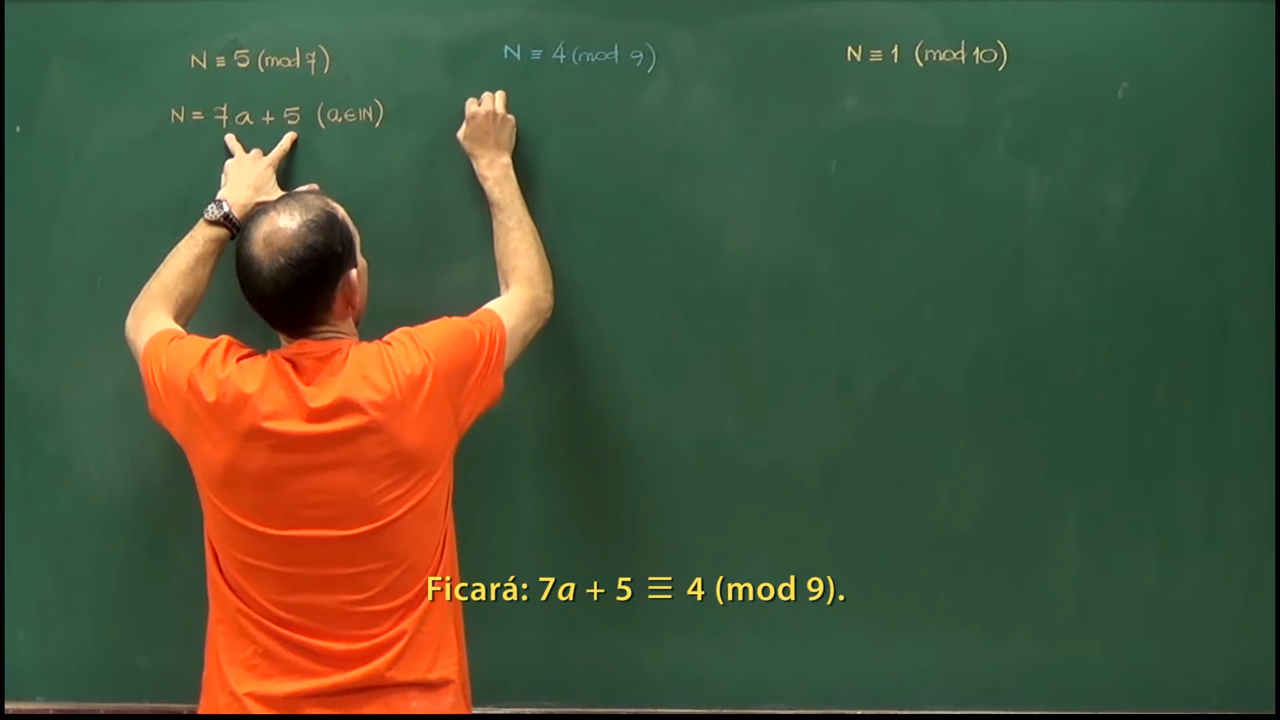 N ≡ 5 (mod 7)
N = 7a + 5 (a ∈ ℕ)
N ≡ 4 (mod 9)
N ≡ 1 (mod 10)
Ficará: 7a + 5 ≡ 4 (mod 9).